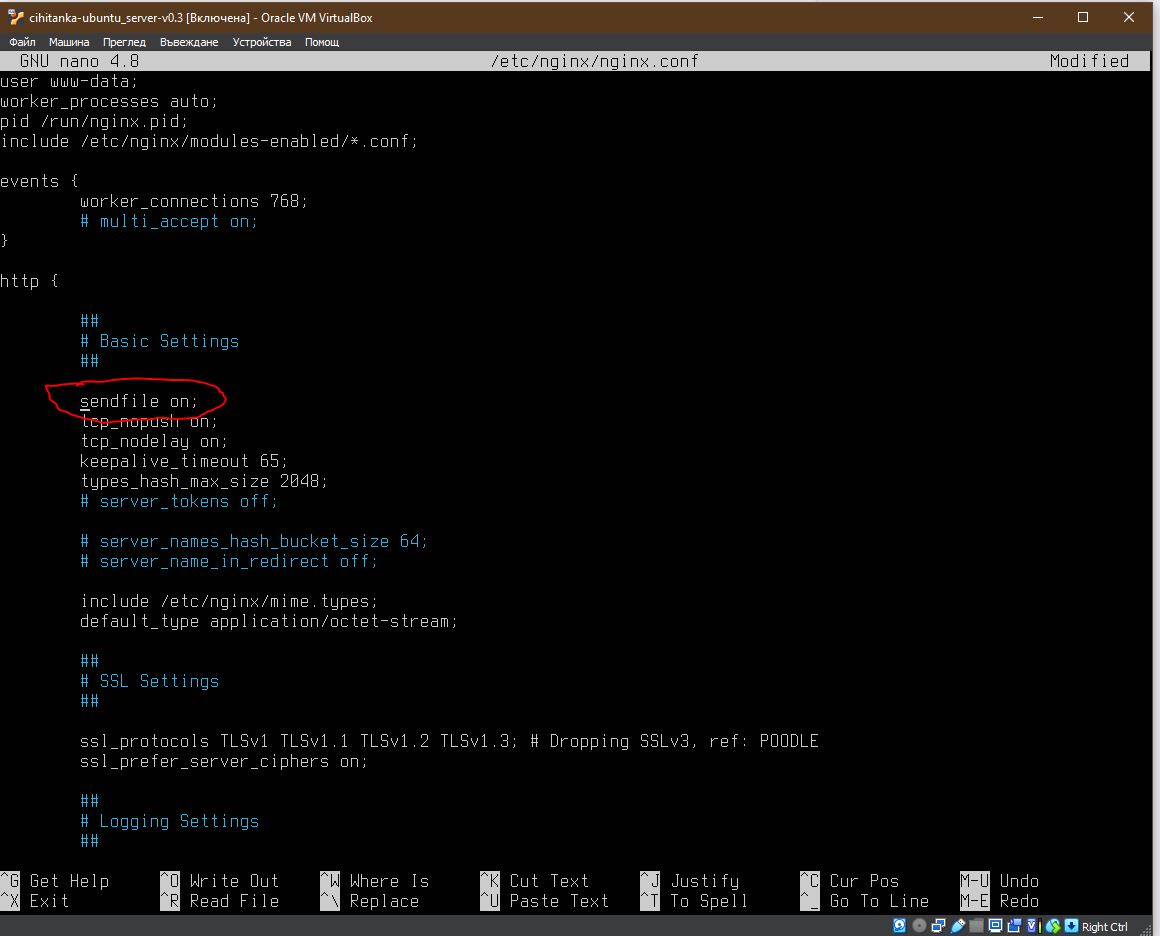 cihitanka-ubuntu_server-v0.3 [Включена] - Oracle VM VirtualBox
Файл Машина Преглед Въвеждане Устройства Помощ
GNU nano 4.8 /etc/nginx/nginx.conf Modified
user www-data;
worker_processes auto;
pid /run/nginx.pid;
include /etc/nginx/modules-enabled/*.conf;
events {
worker_connections 768;
# multi_accept on;
}
http {
##
# Basic Settings
##
sendfile on;
tcp_nopush on;
tcp_nodelay on;
keepalive_timeout 65;
types_hash_max_size 2048;
# server_tokens off;
# server_names_hash_bucket_size 64;
# server_name_in_redirect off;
include /etc/nginx/mime.types;
default_type application/octet-stream;
##
# SSL Settings
##
ssl_protocols TLSv1 TLSv1.1 TLSv1.2 TLSv1.3; # Dropping SSLv3, ref: POODLE
ssl_prefer_server_ciphers on;
##
# Logging Settings
##
^G Get Help ^O Write Out ^W Where Is ^K Cut Text ^J Justify ^C Cur Pos M-U Undo
^X Exit ^R Read File ^\ Replace ^U Paste Text ^T To Spell ^_ Go To Line M-E Redo
Right Ctrl